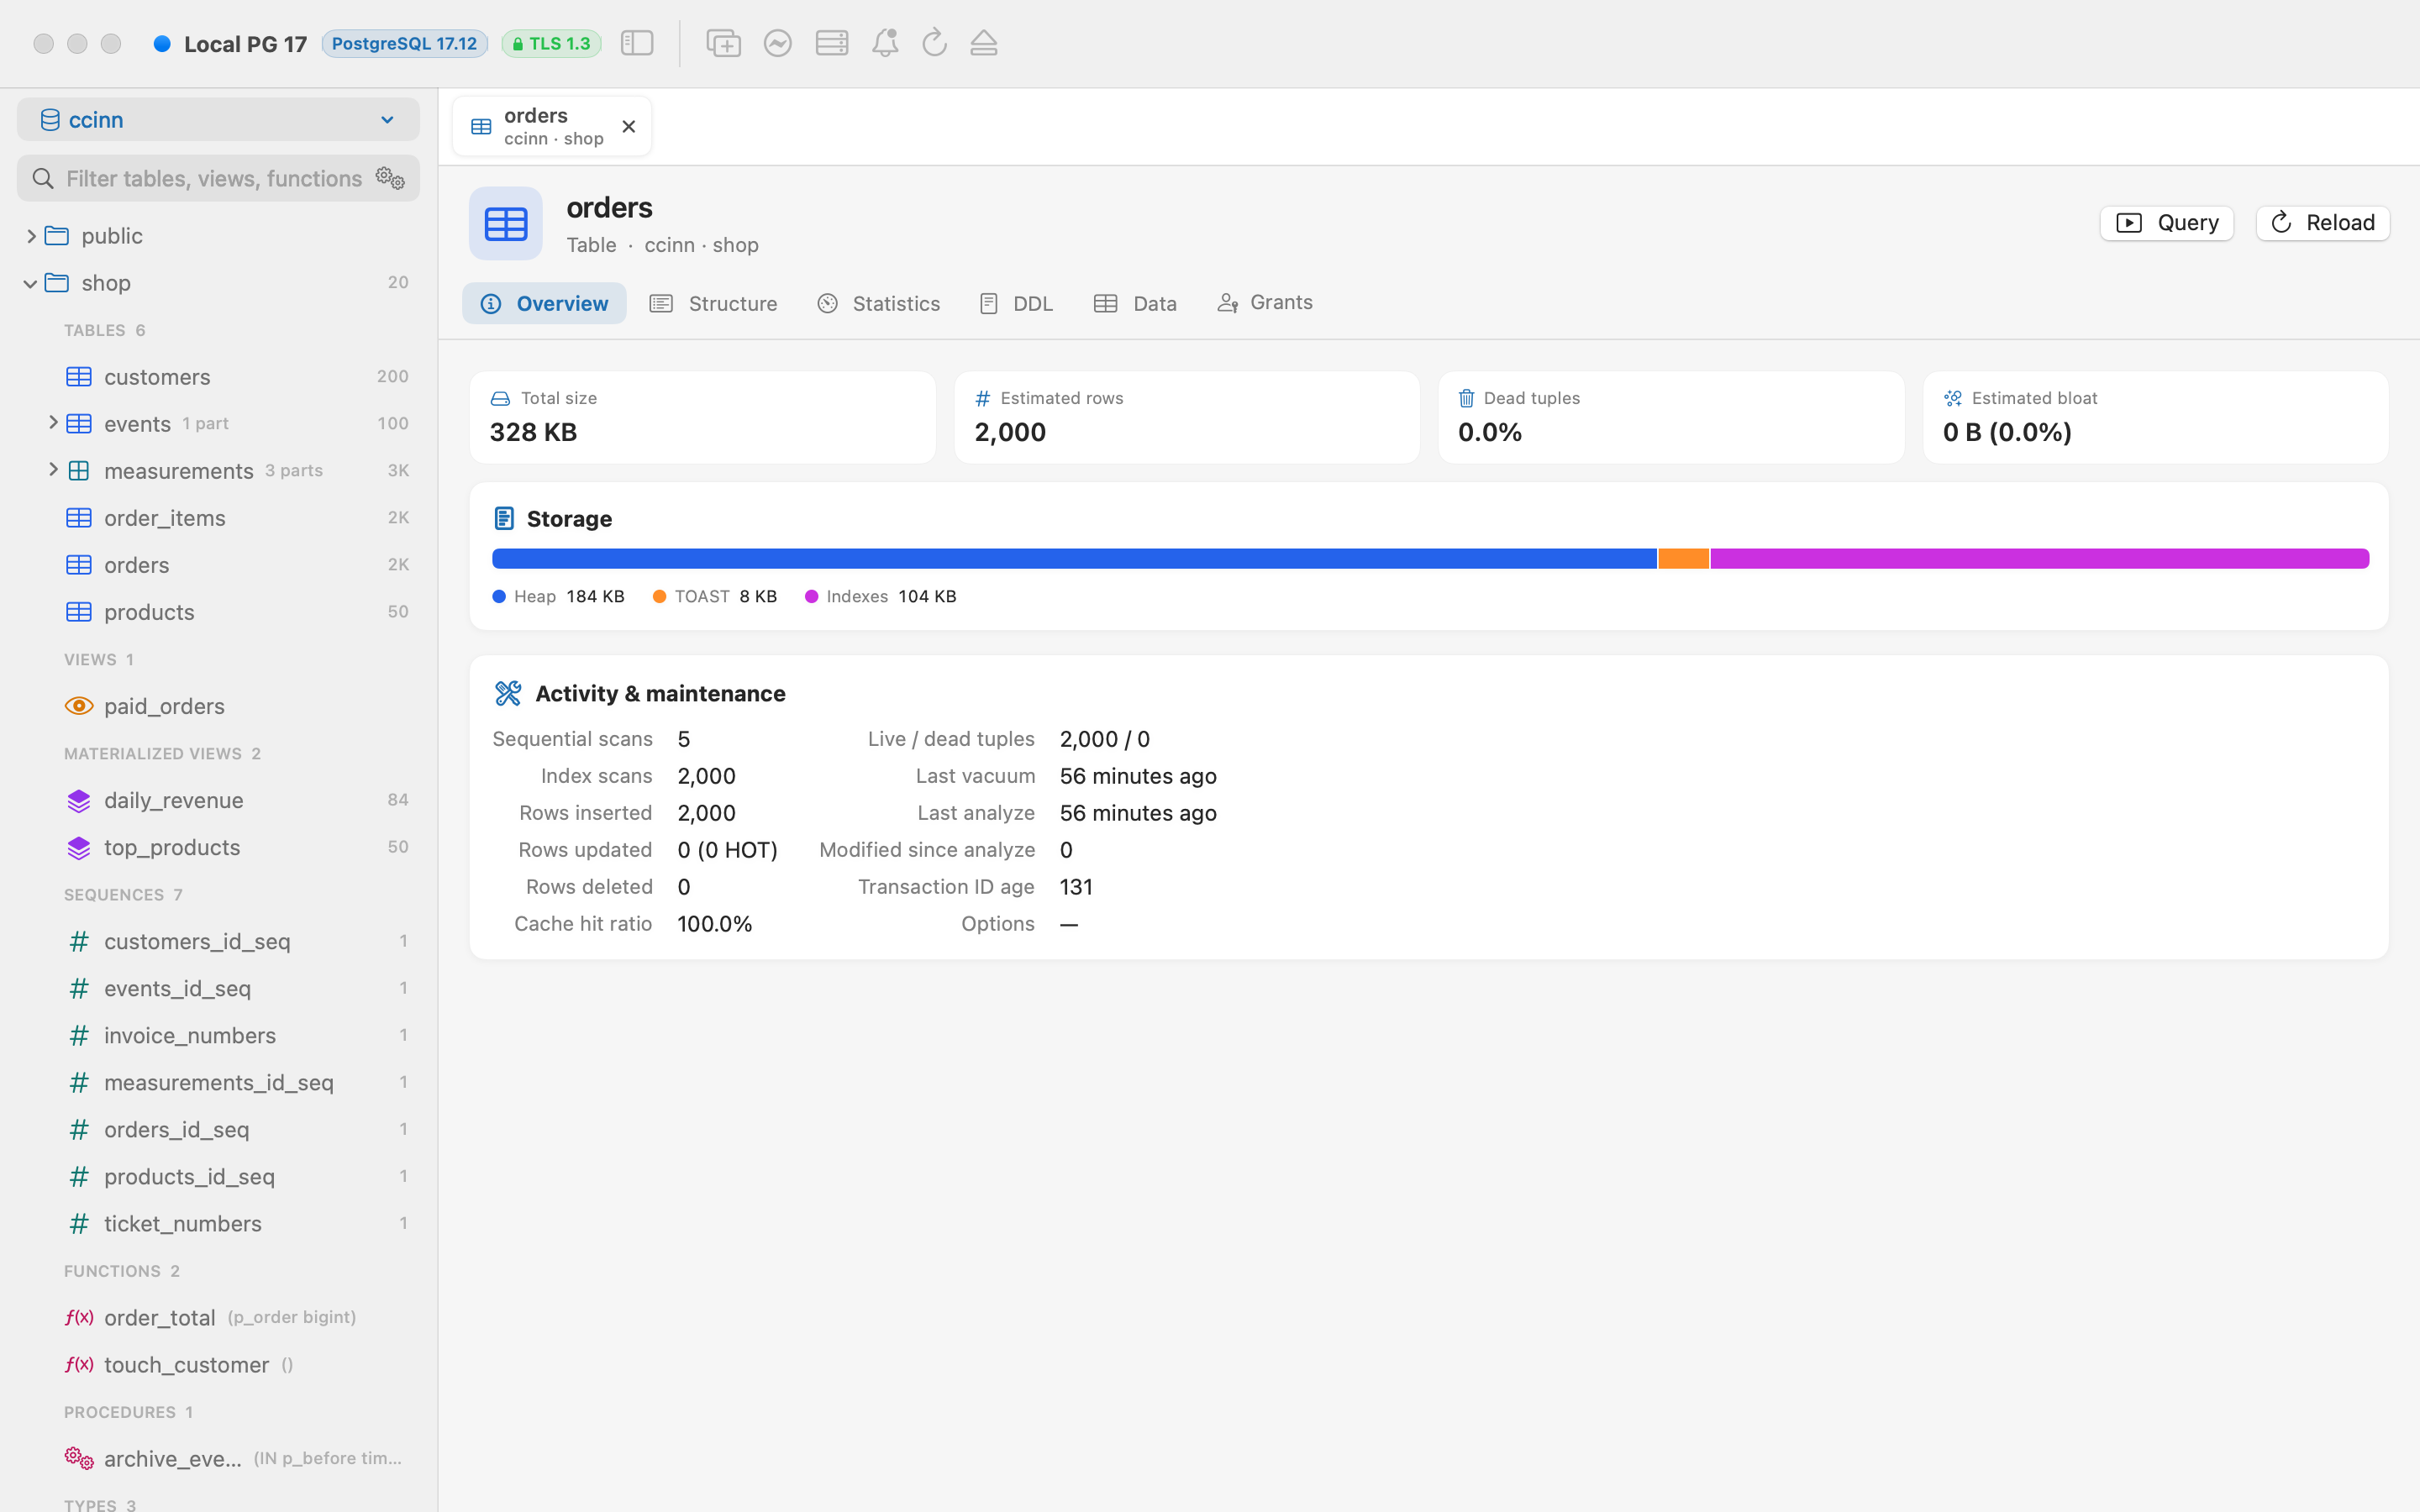 Local PG 17 PostgreSQL 17.12 TLS 1.3
ccinn
Filter tables, views, functions
public
shop 20
TABLES 6
customers 200
events 1 part 100
measurements 3 parts 3K
order_items 2K
orders 2K
products 50
VIEWS 1
paid_orders
MATERIALIZED VIEWS 2
daily_revenue 84
top_products 50
SEQUENCES 7
# customers_id_seq 1
# events_id_seq 1
# invoice_numbers 1
# measurements_id_seq 1
# orders_id_seq 1
# products_id_seq 1
# ticket_numbers 1
FUNCTIONS 2
f(x) order_total (p_order bigint)
f(x) touch_customer ()
PROCEDURES 1
archive_eve... (IN p_before tim...
TYPES 3
orders
ccinn · shop
orders
Table · ccinn · shop
Query Reload
Overview Structure Statistics DDL Data Grants
Total size
328 KB
# Estimated rows
2,000
Dead tuples
0.0%
Estimated bloat
0 B (0.0%)
Storage
Heap 184 KB TOAST 8 KB Indexes 104 KB
Activity & maintenance
Sequential scans 5 Live / dead tuples 2,000 / 0
Index scans 2,000 Last vacuum 56 minutes ago
Rows inserted 2,000 Last analyze 56 minutes ago
Rows updated 0 (0 HOT) Modified since analyze 0
Rows deleted 0 Transaction ID age 131
Cache hit ratio 100.0% Options —